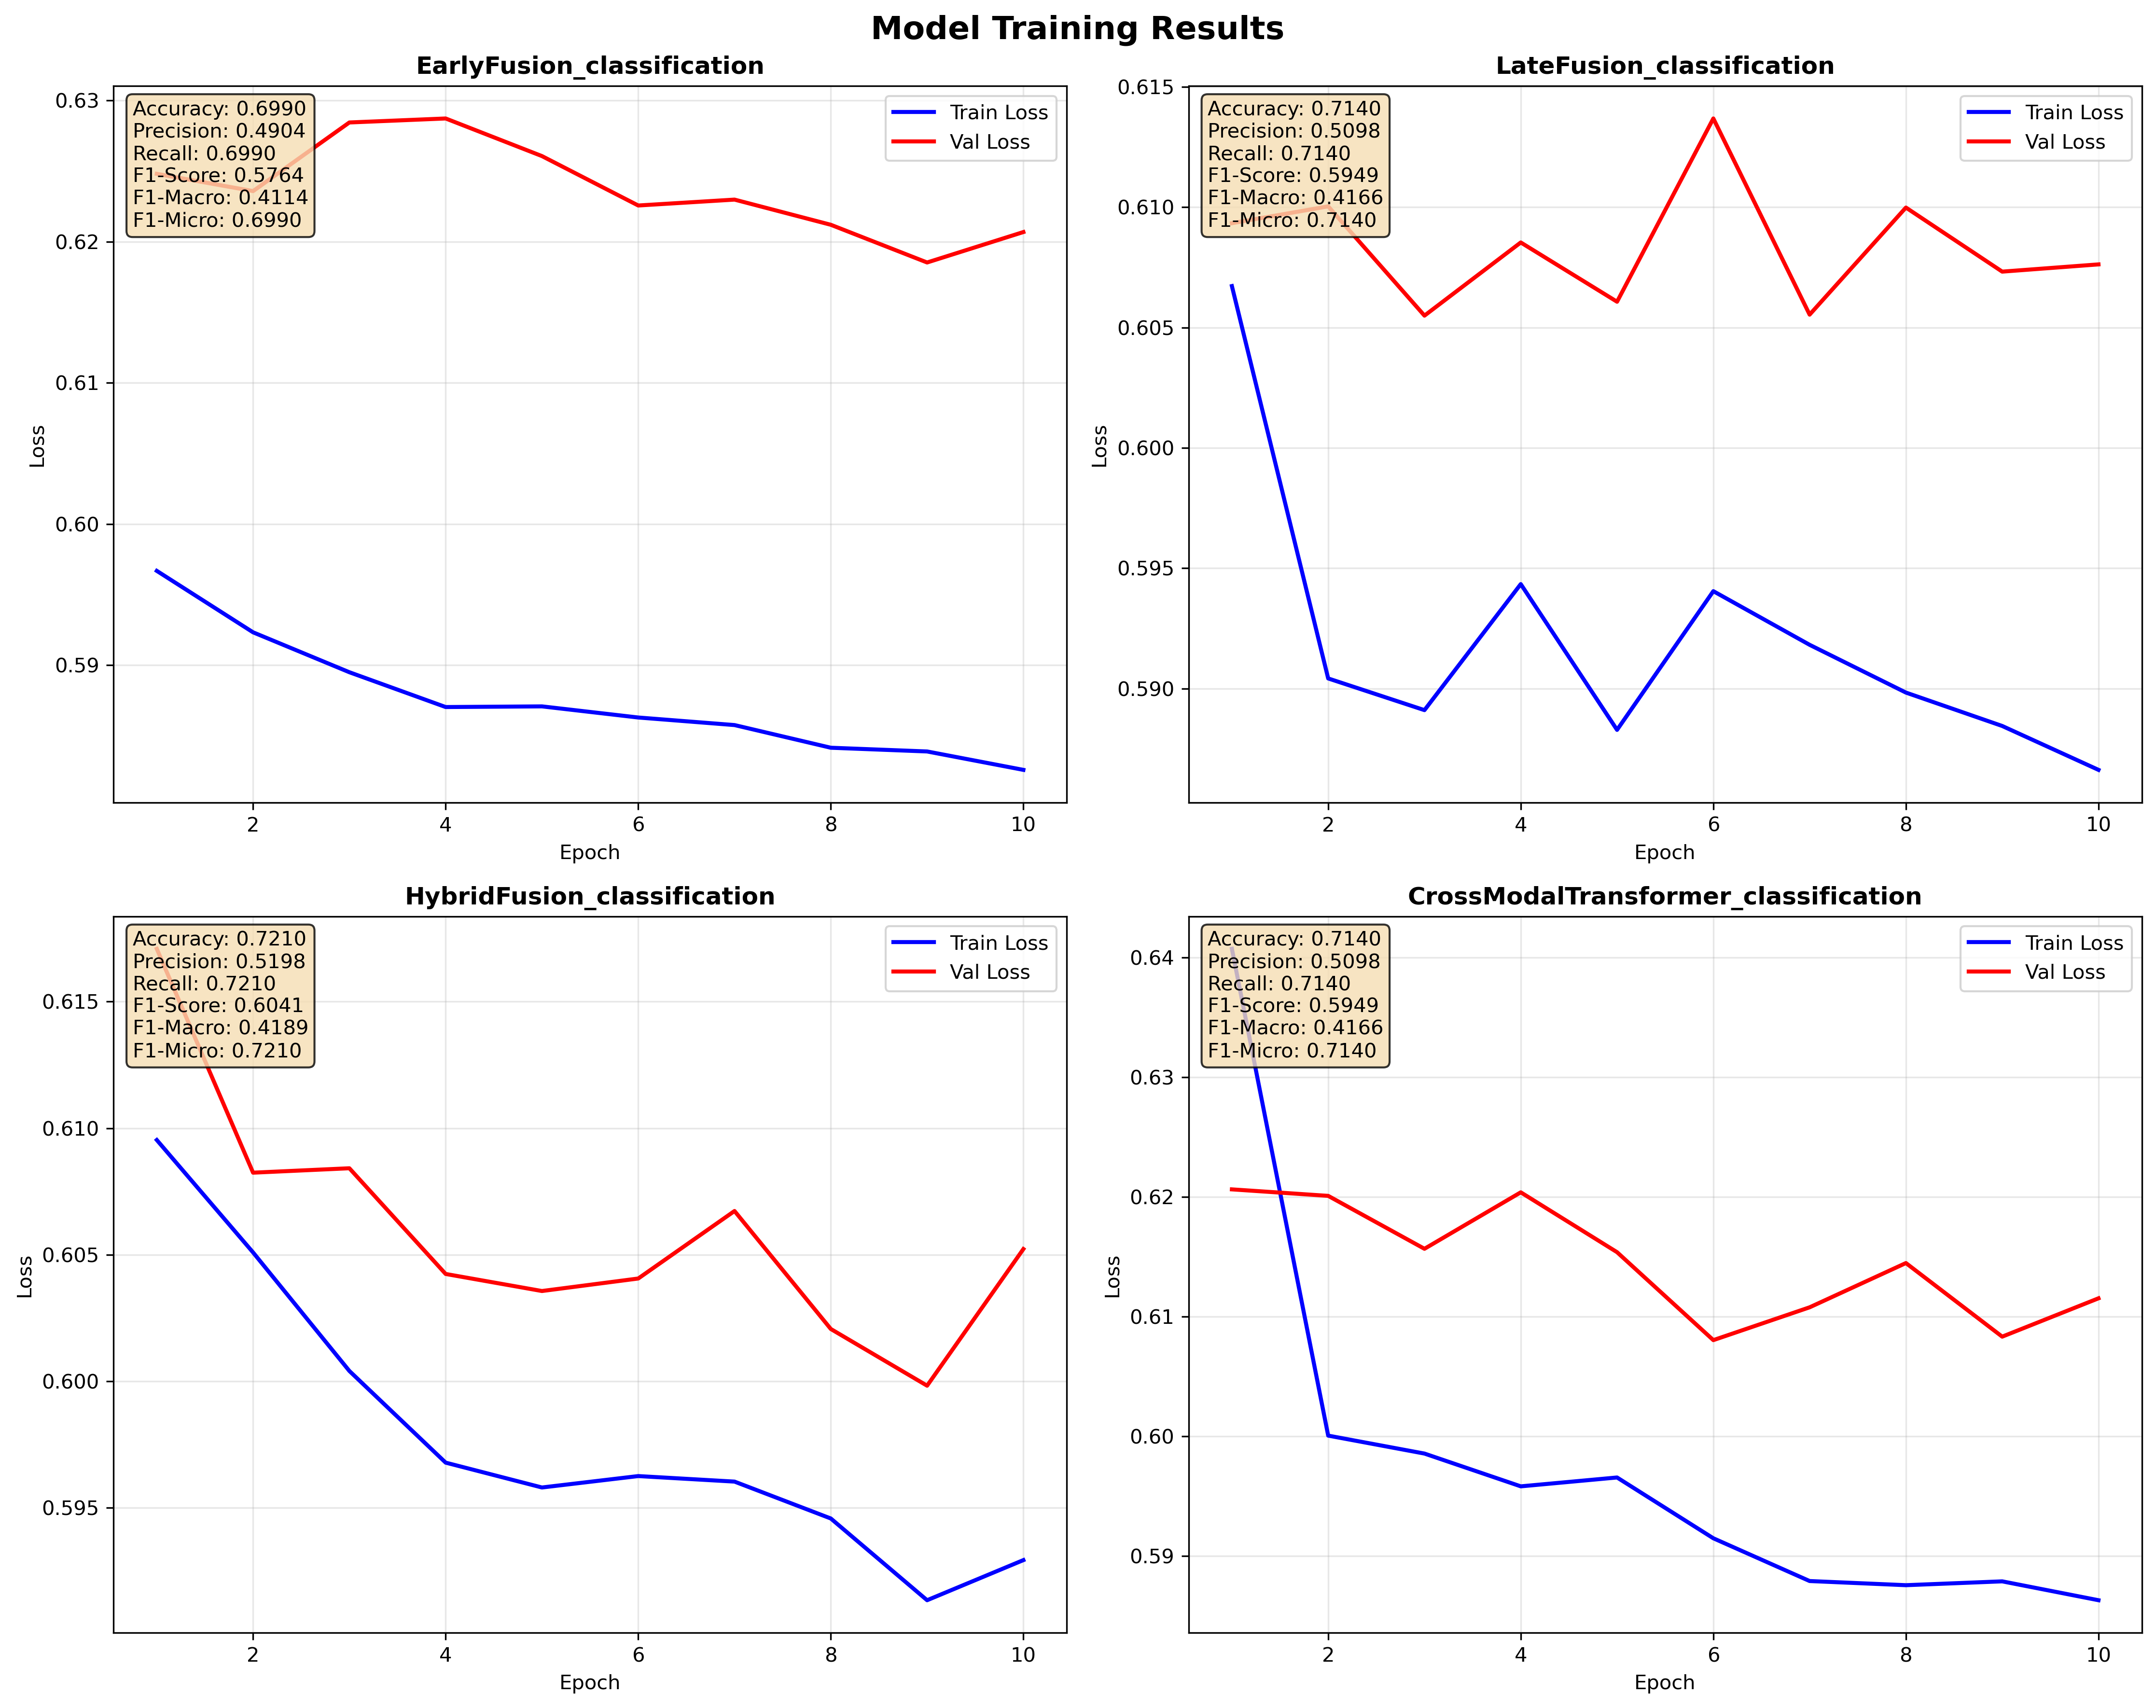 Model Training Results
EarlyFusion_classification
Accuracy: 0.6990
Precision: 0.4904
Recall: 0.6990
F1-Score: 0.5764
F1-Macro: 0.4114
F1-Micro: 0.6990
Train Loss
Val Loss
0.63
0.62
0.61
0.60
0.59
Loss
2 4 6 8 10
Epoch
LateFusion_classification
Accuracy: 0.7140
Precision: 0.5098
Recall: 0.7140
F1-Score: 0.5949
F1-Macro: 0.4166
F1-Micro: 0.7140
Train Loss
Val Loss
0.615
0.610
0.605
0.600
0.595
0.590
Loss
2 4 6 8 10
Epoch
HybridFusion_classification
Accuracy: 0.7210
Precision: 0.5198
Recall: 0.7210
F1-Score: 0.6041
F1-Macro: 0.4189
F1-Micro: 0.7210
Train Loss
Val Loss
0.615
0.610
0.605
0.600
0.595
Loss
2 4 6 8 10
Epoch
CrossModalTransformer_classification
Accuracy: 0.7140
Precision: 0.5098
Recall: 0.7140
F1-Score: 0.5949
F1-Macro: 0.4166
F1-Micro: 0.7140
Train Loss
Val Loss
0.64
0.63
0.62
0.61
0.60
0.59
Loss
2 4 6 8 10
Epoch